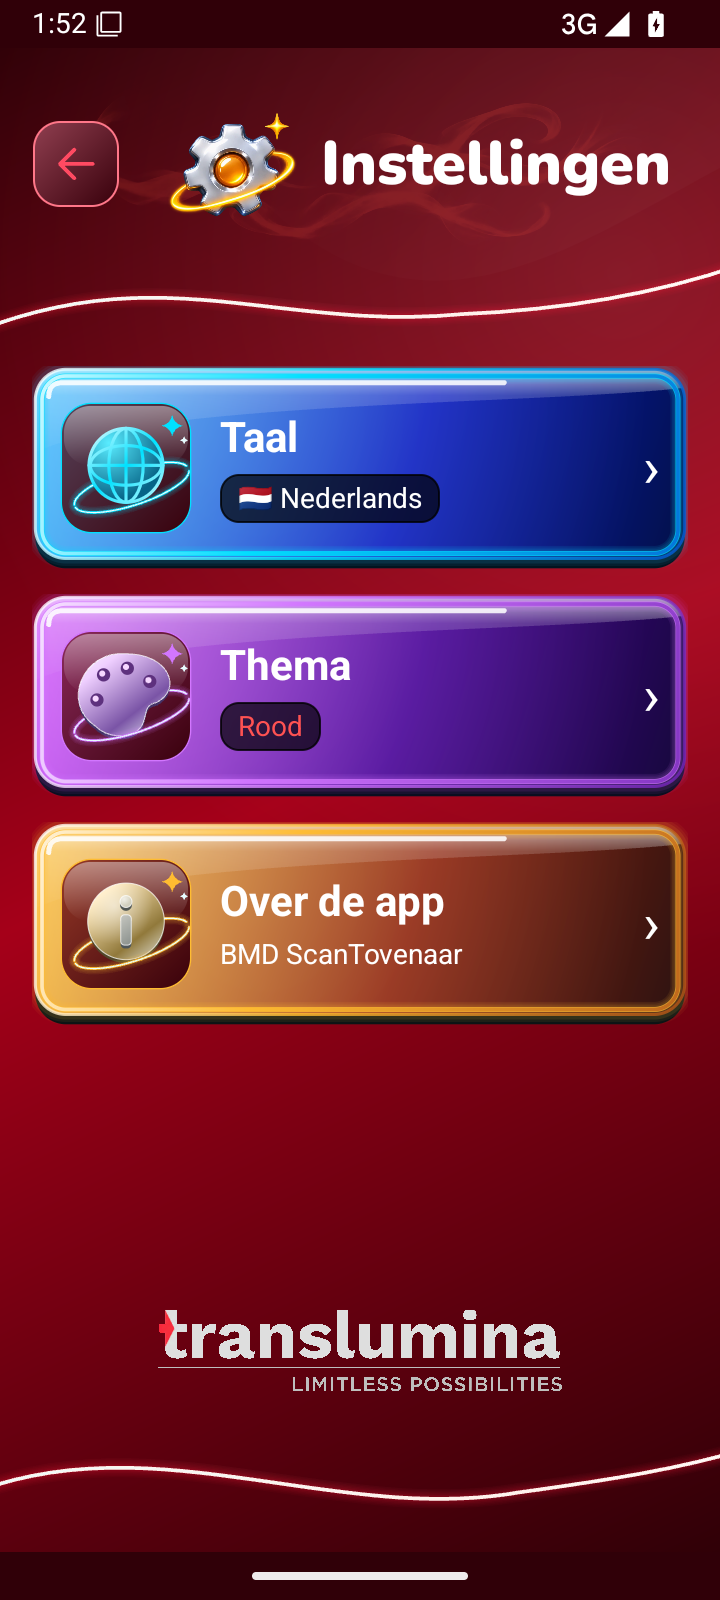 1:52 3G
Instellingen
Taal
Nederlands
Thema
Rood
Over de app
BMD ScanTovenaar
translumina
LIMITLESS POSSIBILITIES